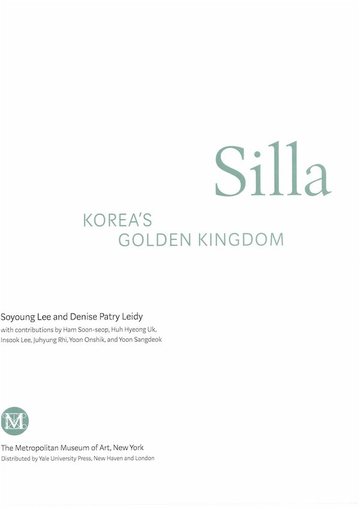 Silla
KOREA'S
GOLDEN KINGDOM
Soyoung Lee and Denise Patry Leidy
with contributions by Ham Soon-seop, Huh Hyeong Uk,
Insook Lee, Juhyung Rhi, Yoon Onshik, and Yoon Sangdeok
M
The Metropolitan Museum of Art, New York
Distributed by Yale University Press, New Haven and London